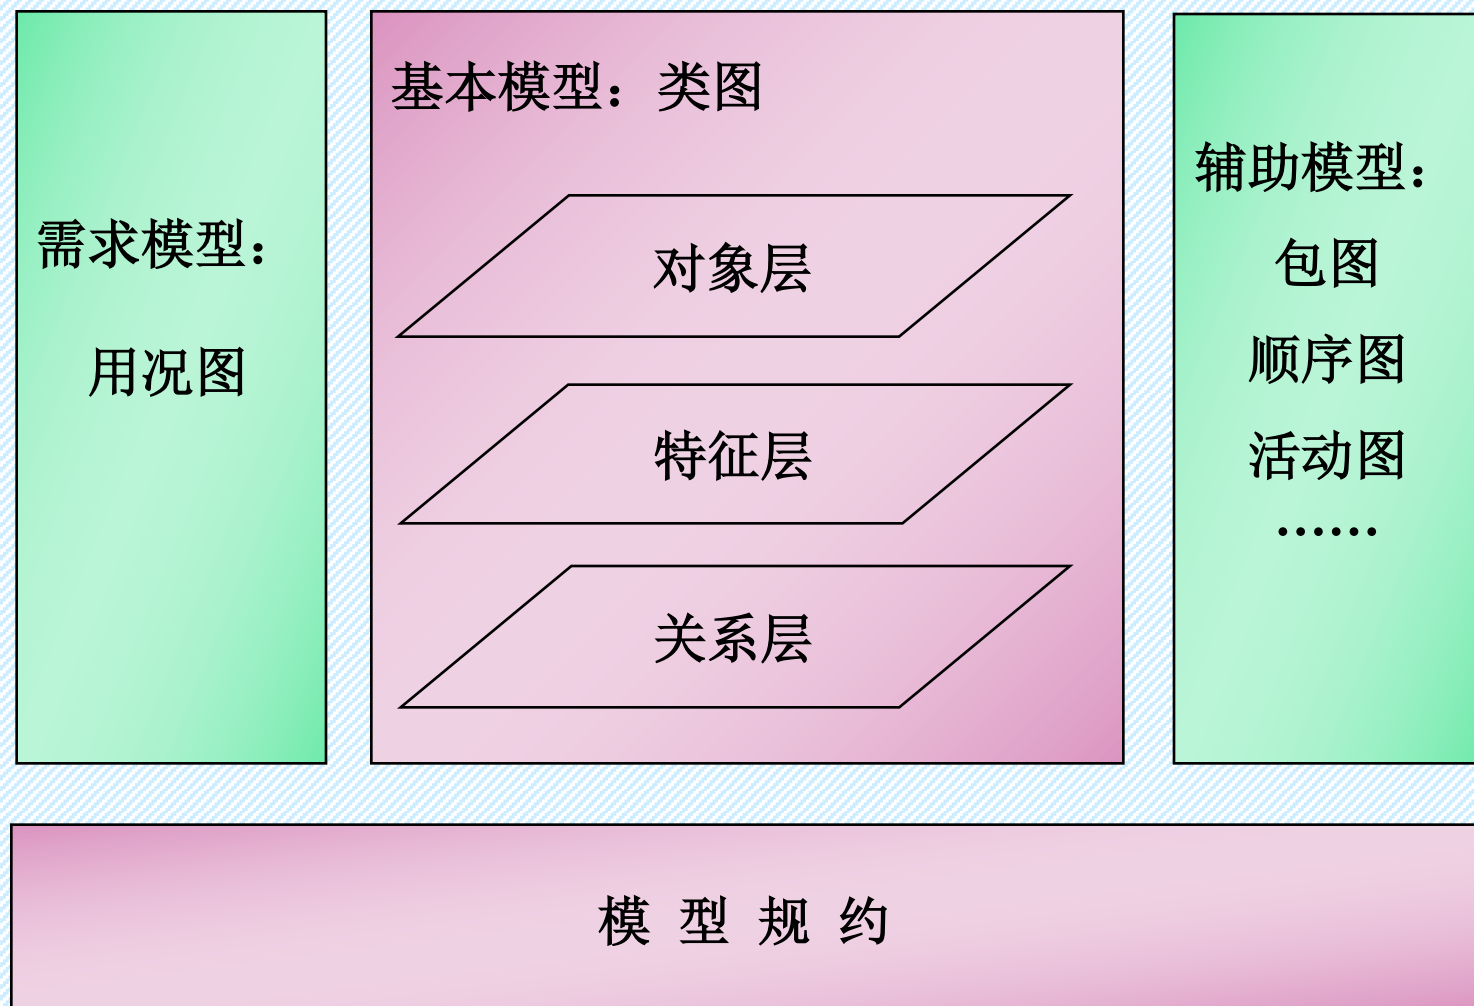 需求模型：
用况图
基本模型：类图
对象层
特征层
关系层
辅助模型：
包图
顺序图
活动图
……
模 型 规 约